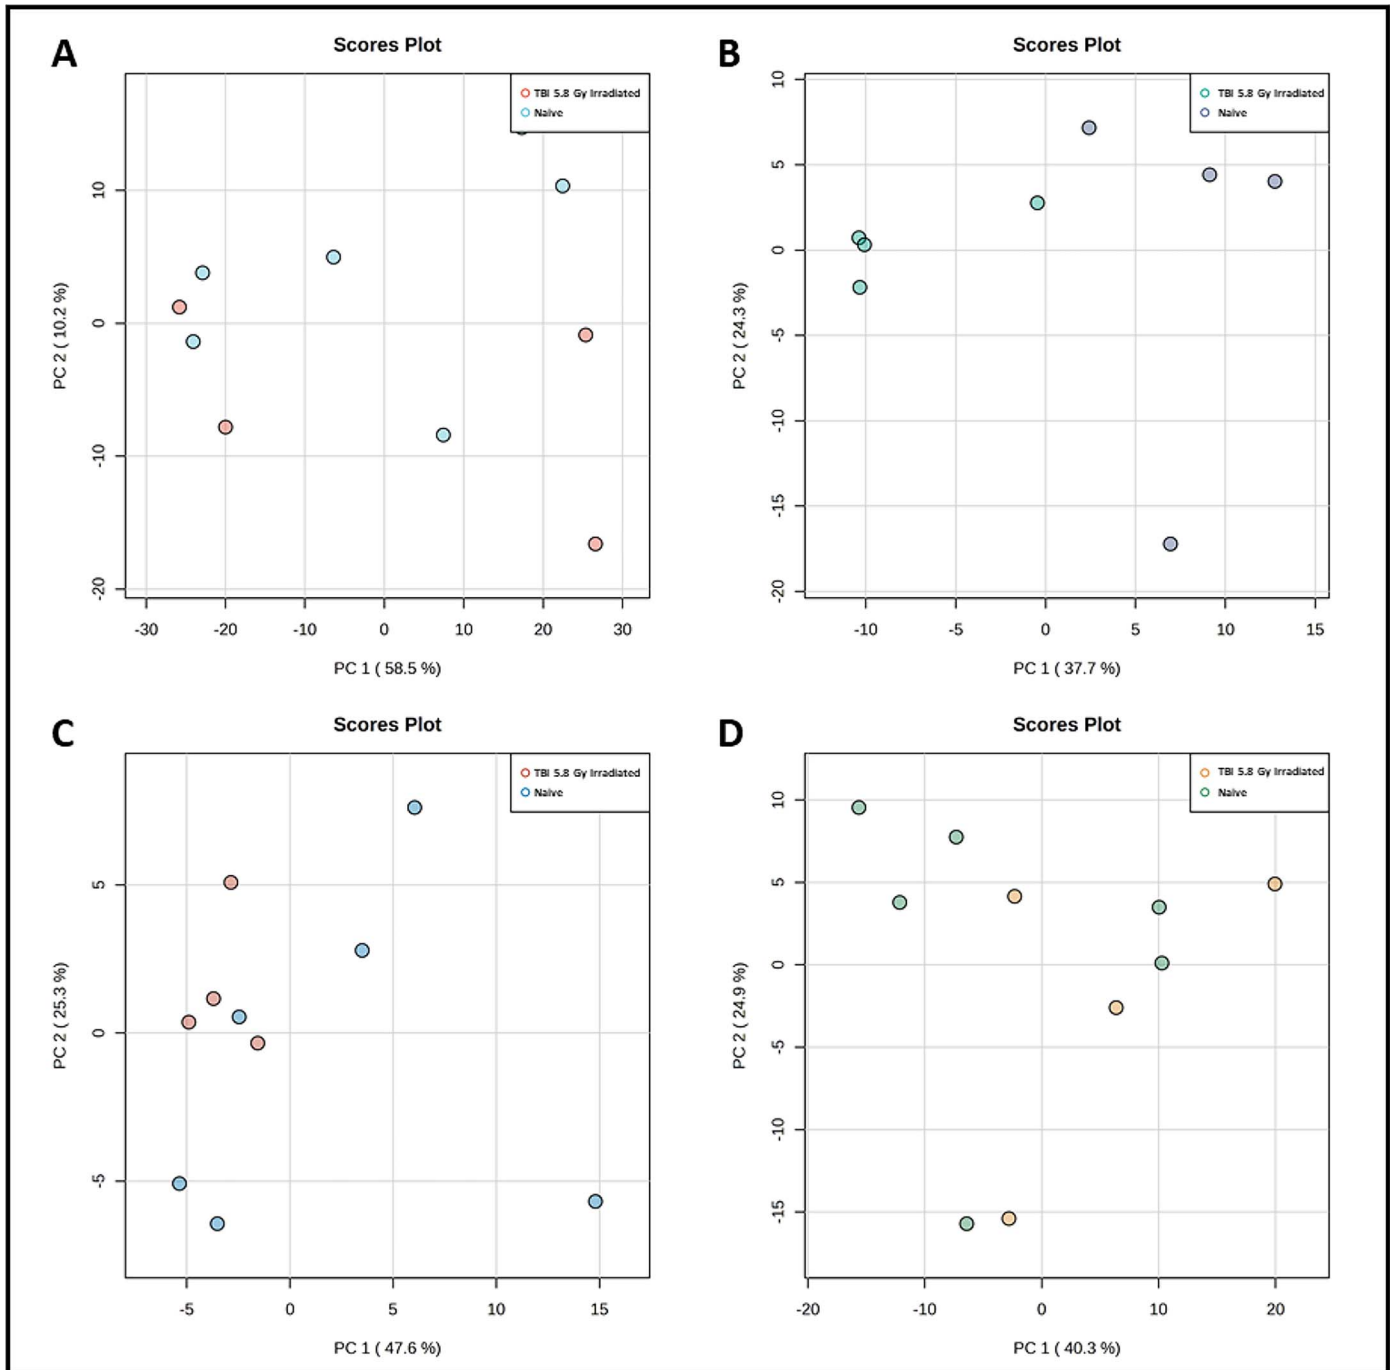 A
Scores Plot
TBI 5.8 Gy Irradiated
Naive
10
0
-10
-20
PC 2 ( 10.2 %)
-30 -20 -10 0 10 20 30
PC 1 ( 58.5 %)
B
Scores Plot
TBI 5.8 Gy Irradiated
Naive
10
5
0
-5
-10
-15
-20
PC 2 ( 24.3 %)
-10 -5 0 5 10 15
PC 1 ( 37.7 %)
C
Scores Plot
TBI 5.8 Gy Irradiated
Naive
5
0
-5
PC 2 ( 25.3 %)
-5 0 5 10 15
PC 1 ( 47.6 %)
D
Scores Plot
TBI 5.8 Gy Irradiated
Naive
10
5
0
-5
-10
-15
PC 2 ( 24.9 %)
-20 -10 0 10 20
PC 1 ( 40.3 %)